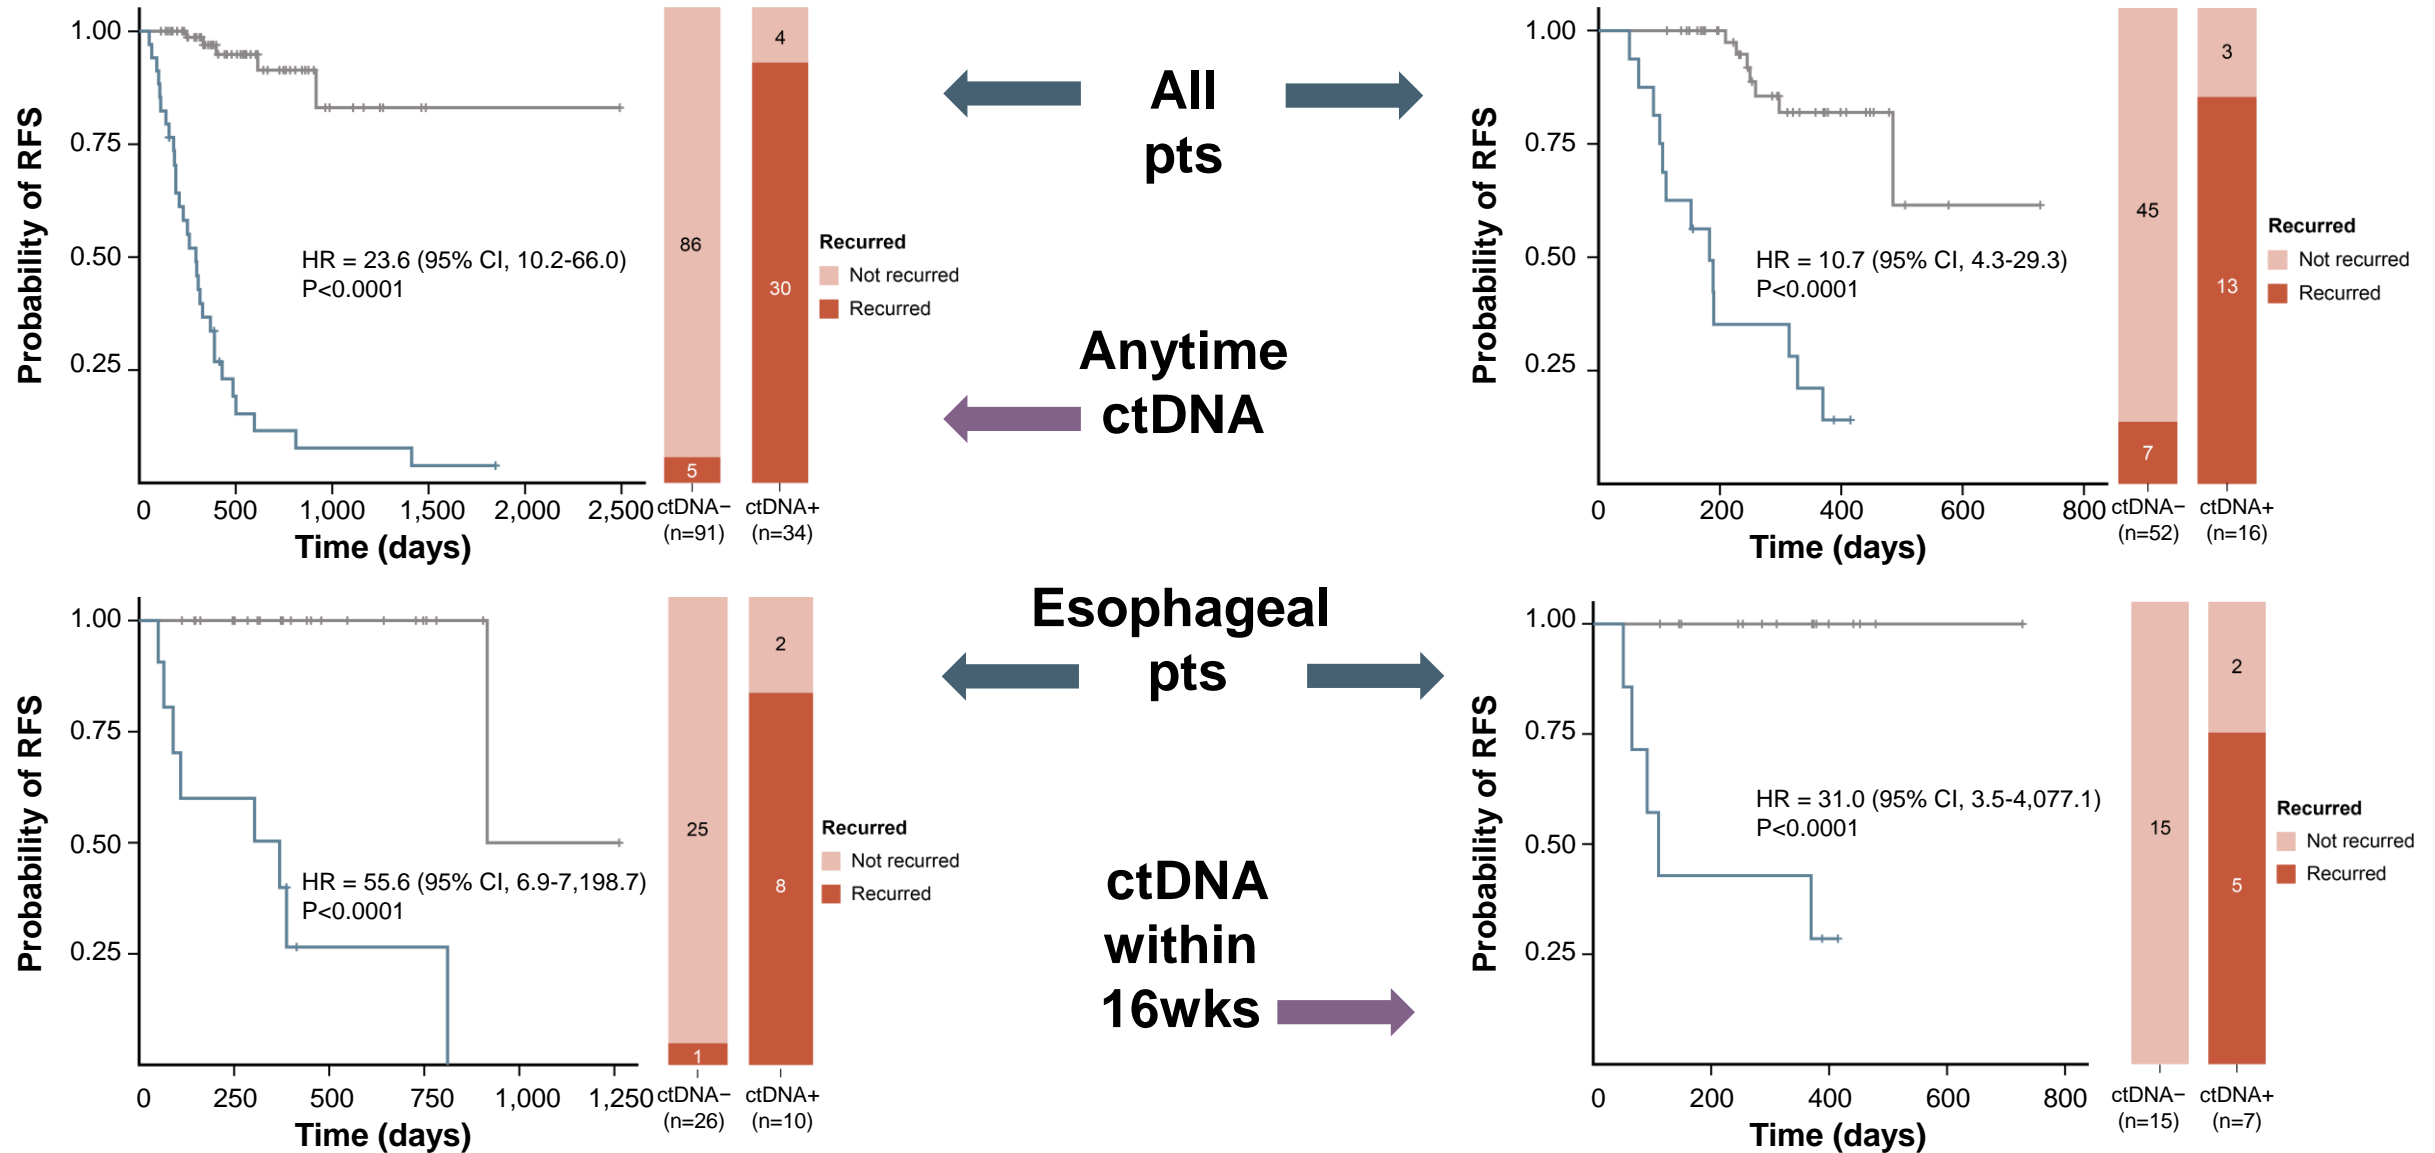 1.00
0.75
0.50
0.25
Probability of RFS
HR = 23.6 (95% CI, 10.2-66.0)
P<0.0001
0 500 1,000 1,500 2,000 2,500
Time (days)
86
5
4
30
ctDNA−
(n=91)
ctDNA+
(n=34)
Recurred
Not recurred
Recurred
All
pts
Anytime
ctDNA
1.00
0.75
0.50
0.25
Probability of RFS
HR = 10.7 (95% CI, 4.3-29.3)
P<0.0001
0 200 400 600 800
Time (days)
45
7
3
13
ctDNA−
(n=52)
ctDNA+
(n=16)
Recurred
Not recurred
Recurred
1.00
0.75
0.50
0.25
Probability of RFS
HR = 55.6 (95% CI, 6.9-7,198.7)
P<0.0001
0 250 500 750 1,000 1,250
Time (days)
25
1
2
8
ctDNA−
(n=26)
ctDNA+
(n=10)
Recurred
Not recurred
Recurred
Esophageal
pts
ctDNA
within
16wks
1.00
0.75
0.50
0.25
Probability of RFS
HR = 31.0 (95% CI, 3.5-4,077.1)
P<0.0001
0 200 400 600 800
Time (days)
15
2
5
ctDNA−
(n=15)
ctDNA+
(n=7)
Recurred
Not recurred
Recurred